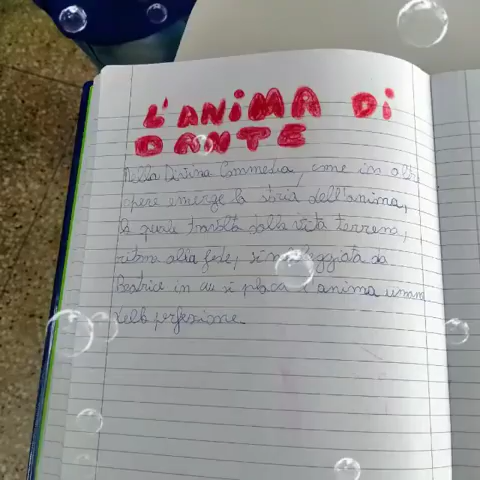 L'ANIMA DI
DANTE
Nella Divina Commedia, come in altre
opere emerge la storia dell'anima,
la quale travolta dalla vita terrena,
ritorna alla fede, simboleggiata da
Beatrice in cui si placa l'anima umana
nella perfezione.